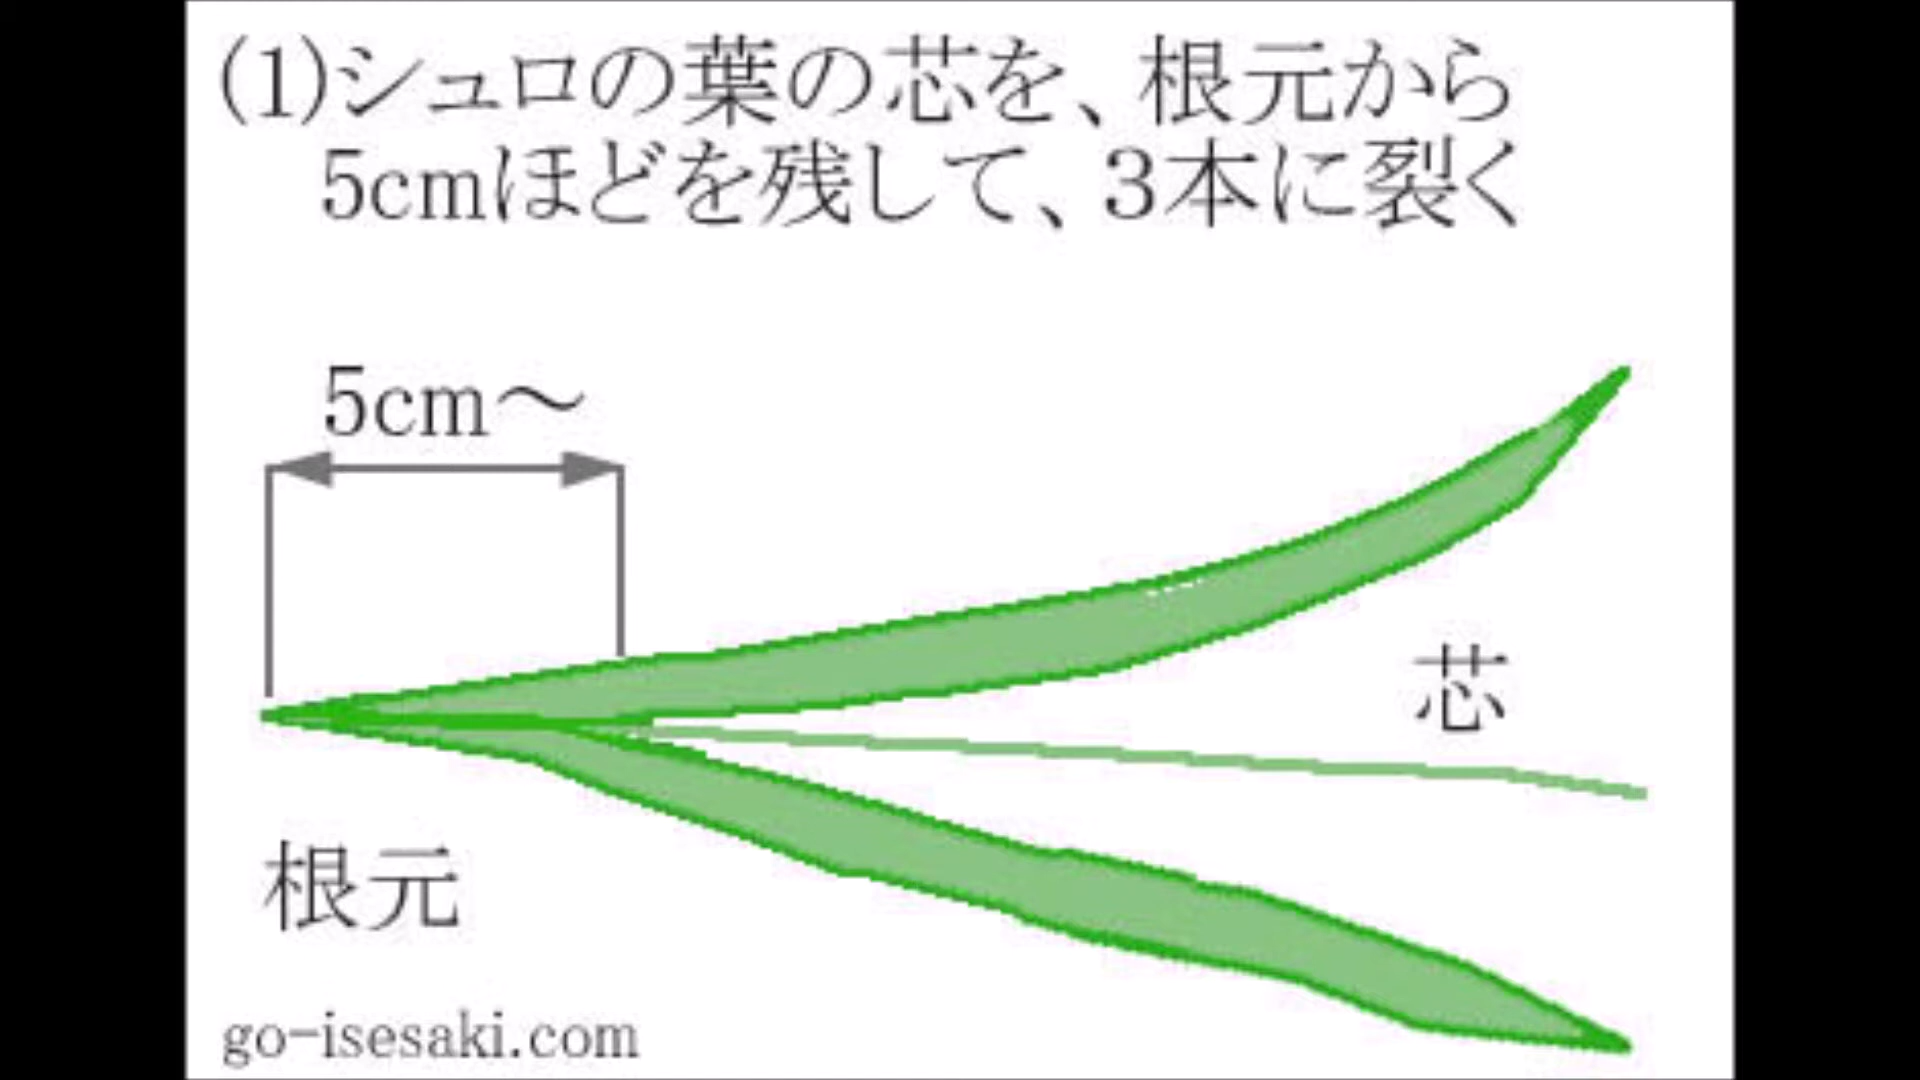 (1)シュロの葉の芯を、根元から
5cmほどを残して、３本に裂く
5cm～
芯
根元
go-isesaki.com